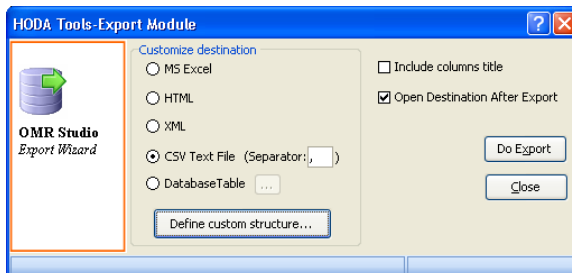 HODA Tools-Export Module
OMR Studio
Export Wizard
Customize destination
MS Excel
HTML
XML
CSV Text File (Separator: , )
DatabaseTable ...
Define custom structure...
Include columns title
Open Destination After Export
Do Export
Close